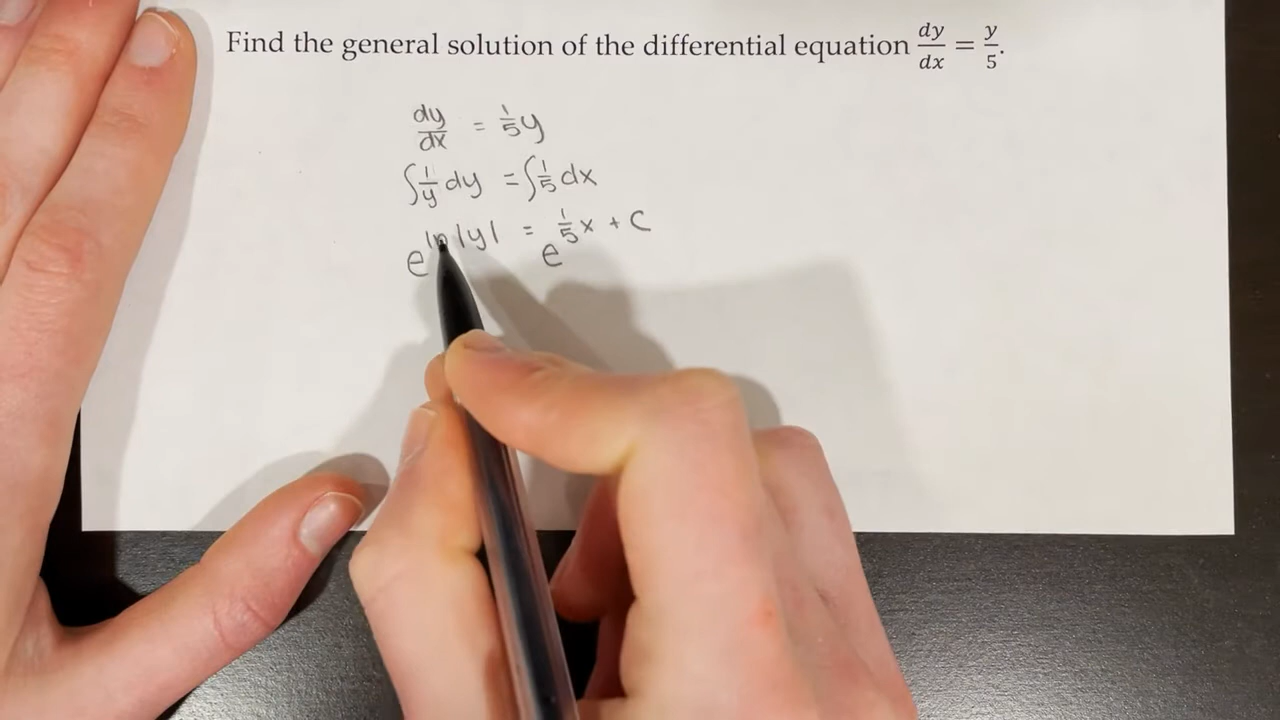 Find the general solution of the differential equation dy/dx = y/5.
dy/dx = 1/5 y
∫ 1/y dy = ∫ 1/5 dx
e^(ln|y|) = e^(1/5 x + C)